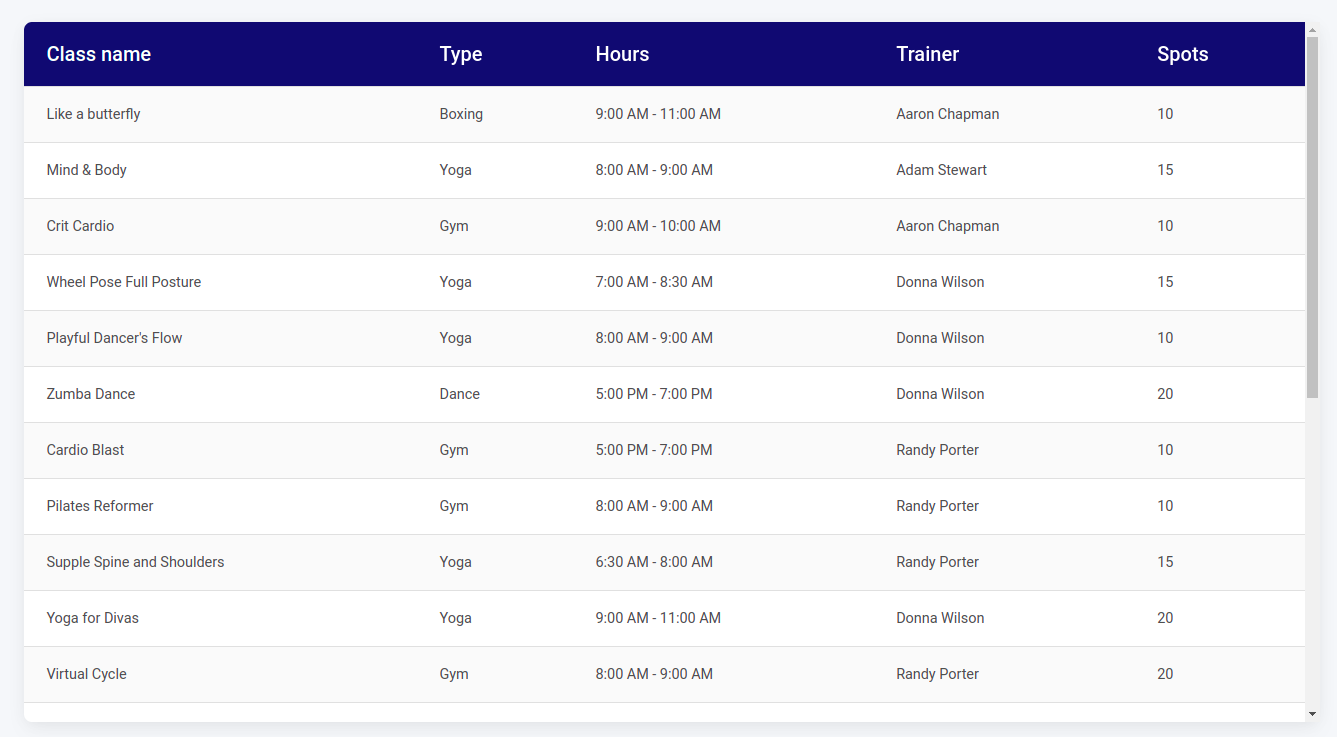 Class name Type Hours Trainer Spots
Like a butterfly Boxing 9:00 AM - 11:00 AM Aaron Chapman 10
Mind & Body Yoga 8:00 AM - 9:00 AM Adam Stewart 15
Crit Cardio Gym 9:00 AM - 10:00 AM Aaron Chapman 10
Wheel Pose Full Posture Yoga 7:00 AM - 8:30 AM Donna Wilson 15
Playful Dancer's Flow Yoga 8:00 AM - 9:00 AM Donna Wilson 10
Zumba Dance Dance 5:00 PM - 7:00 PM Donna Wilson 20
Cardio Blast Gym 5:00 PM - 7:00 PM Randy Porter 10
Pilates Reformer Gym 8:00 AM - 9:00 AM Randy Porter 10
Supple Spine and Shoulders Yoga 6:30 AM - 8:00 AM Randy Porter 15
Yoga for Divas Yoga 9:00 AM - 11:00 AM Donna Wilson 20
Virtual Cycle Gym 8:00 AM - 9:00 AM Randy Porter 20